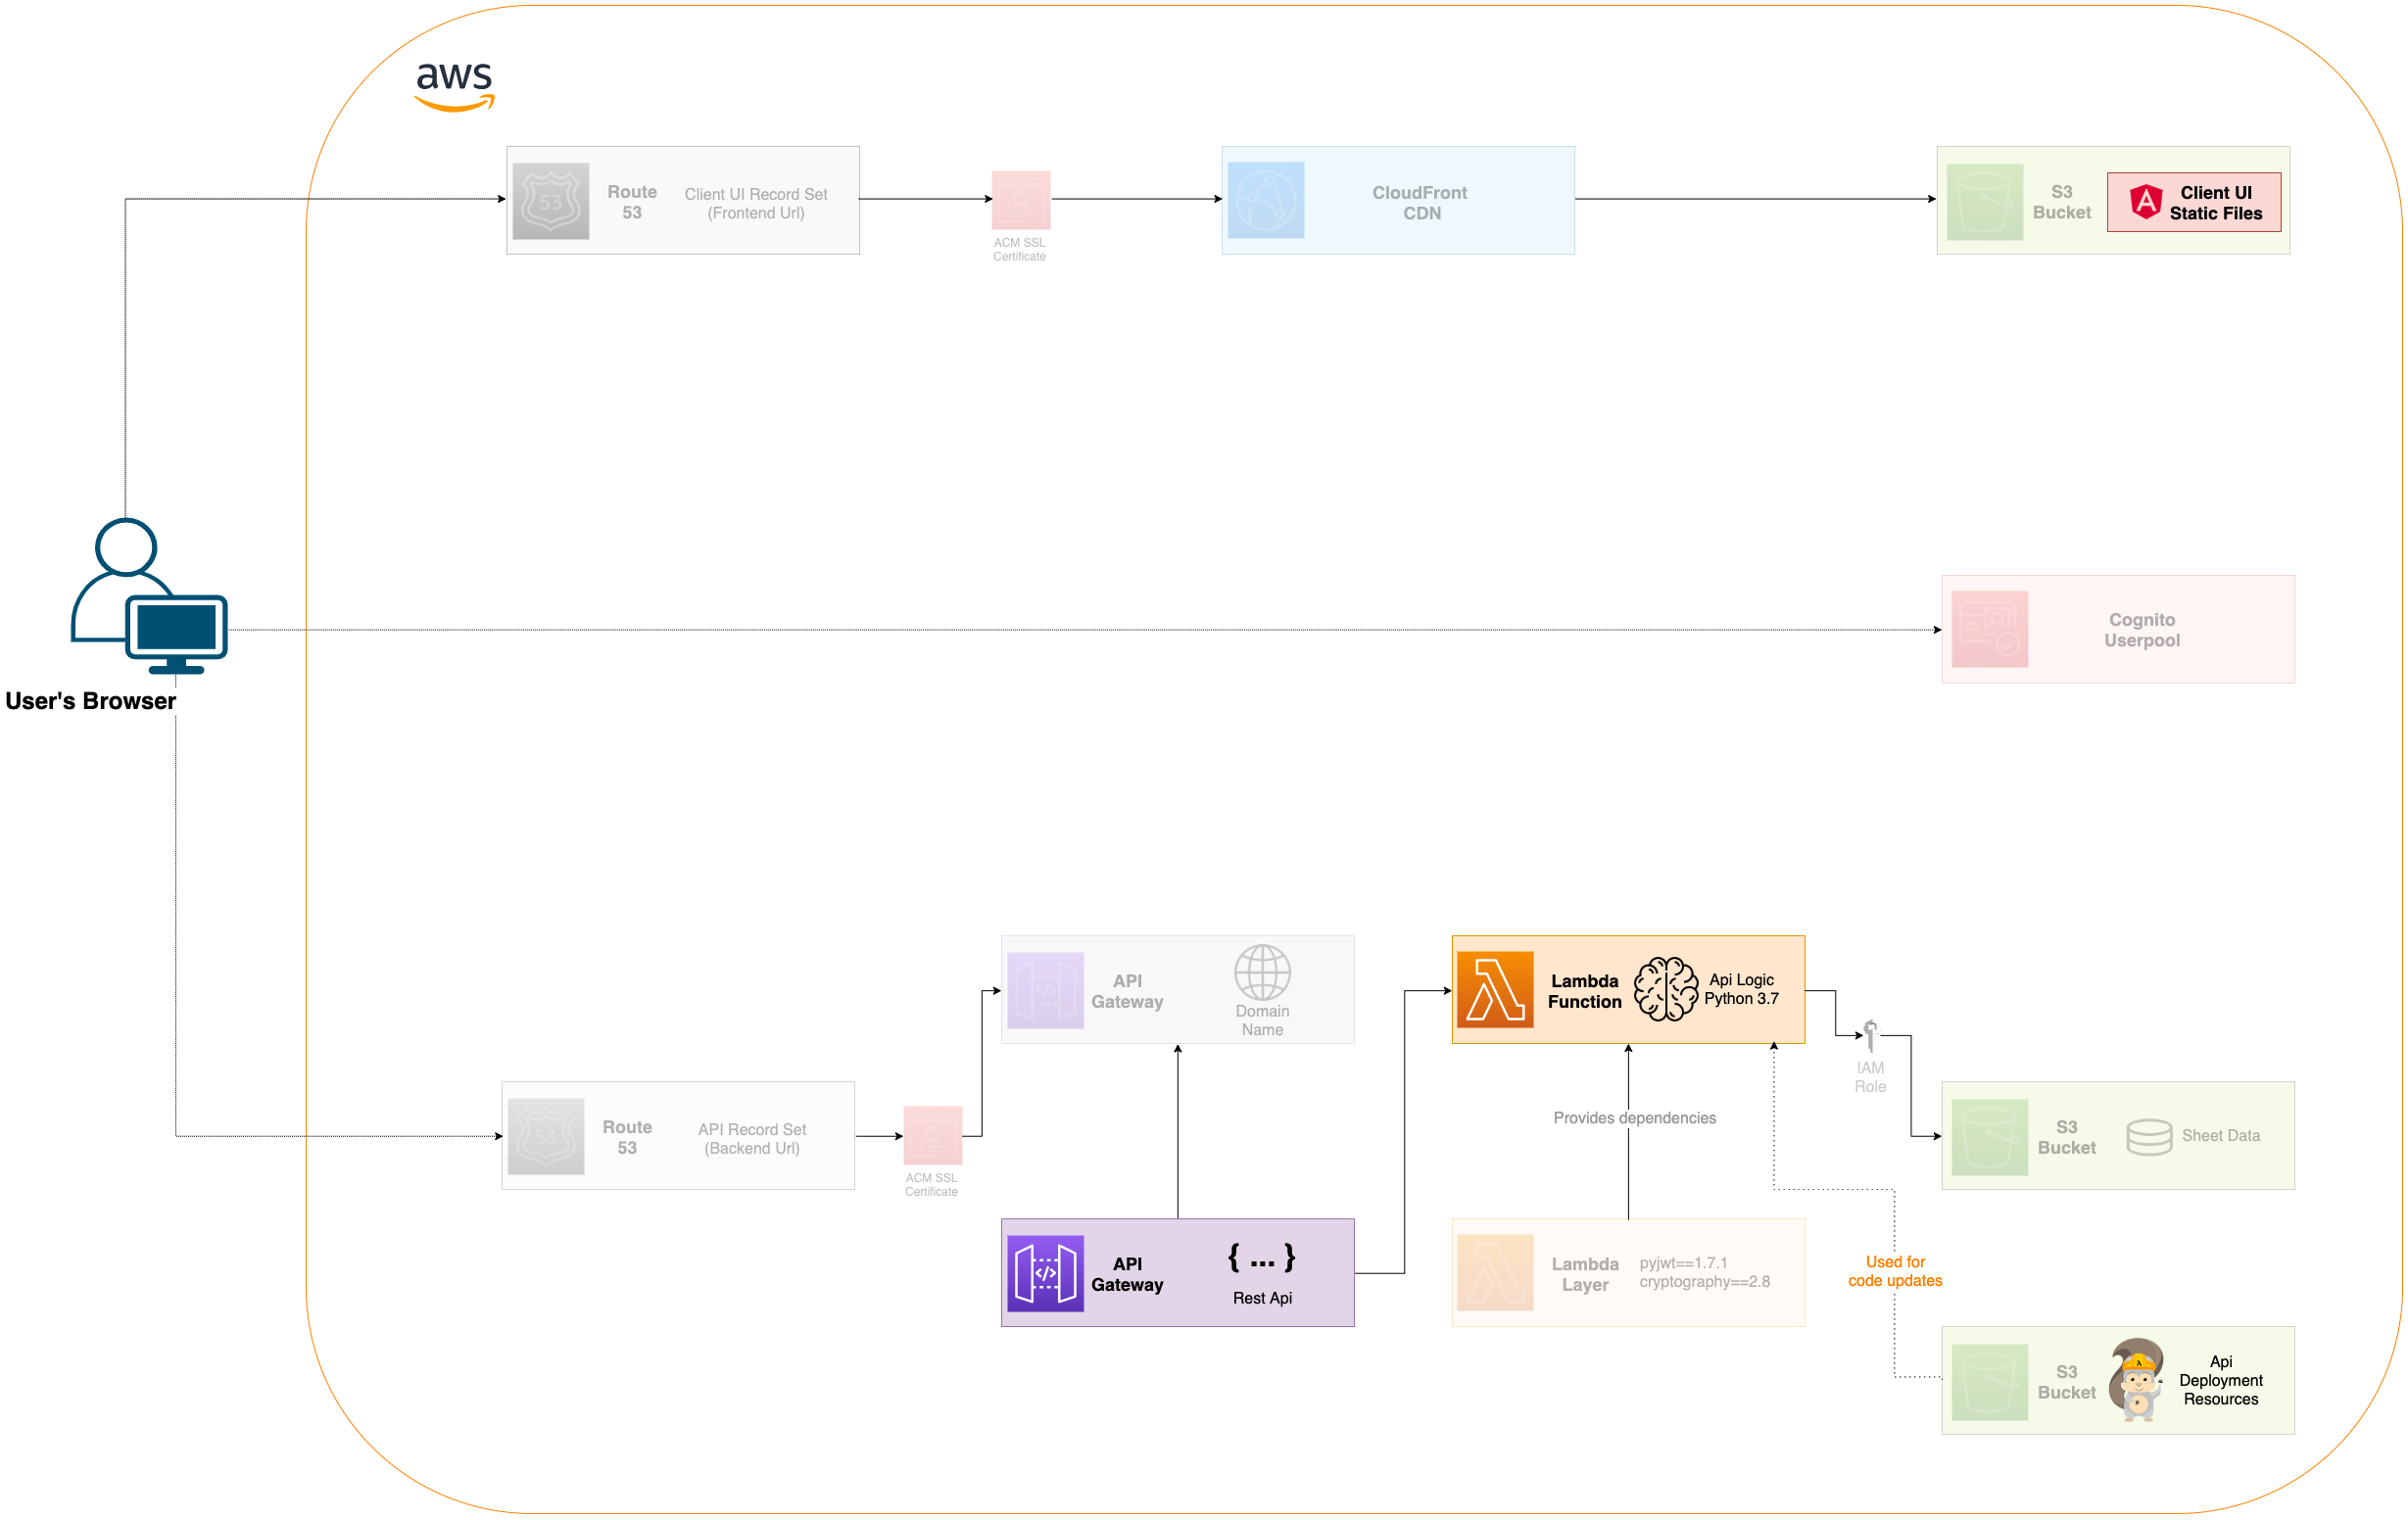 aws
Route
53
Client UI Record Set
(Frontend Url)
53
ACM SSL
Certificate
CloudFront
CDN
S3
Bucket
Client UI
Static Files
User's Browser
Cognito
Userpool
API
Gateway
Domain
Name
Lambda
Function
Api Logic
Python 3.7
IAM
Role
53
Route
53
API Record Set
(Backend Url)
ACM SSL
Certificate
Provides dependencies
S3
Bucket
Sheet Data
API
Gateway
{ ... }
Rest Api
Lambda
Layer
pyjwt==1.7.1
cryptography==2.8
Used for
code updates
S3
Bucket
Api
Deployment
Resources